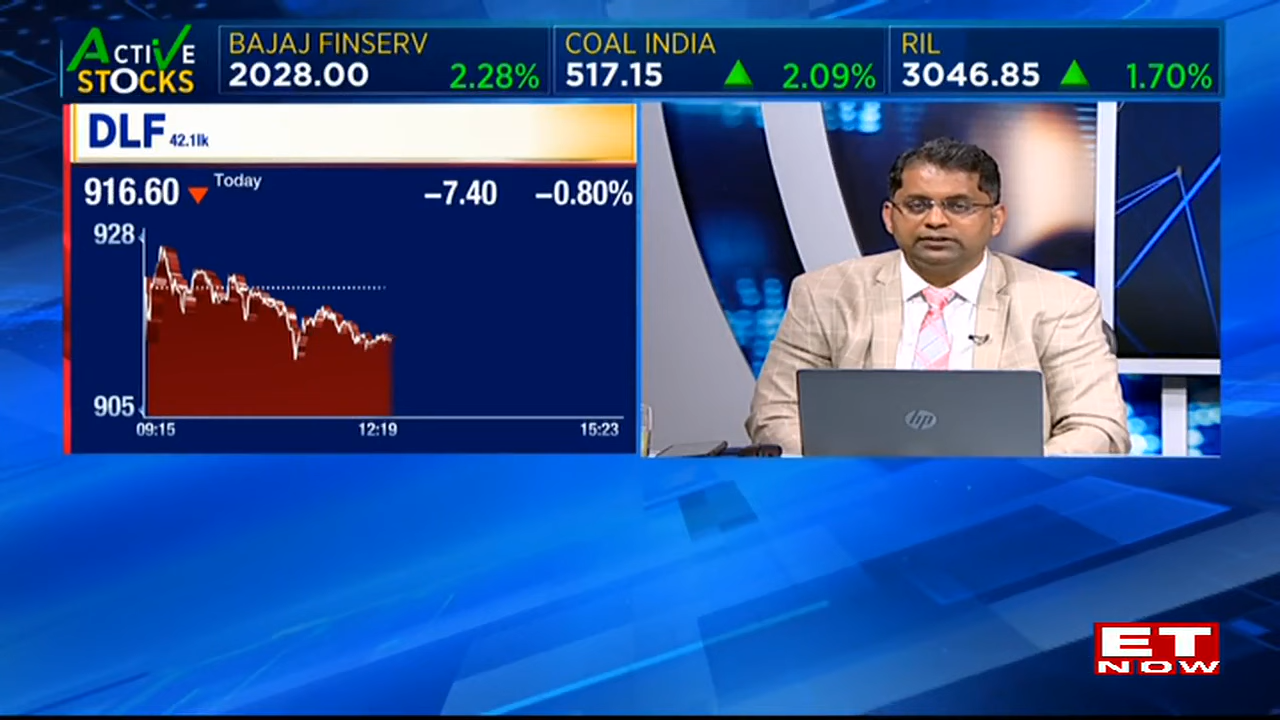 ACTIVE
STOCKS
BAJAJ FINSERV
2028.00 2.28%
COAL INDIA
517.15 2.09%
RIL
3046.85 1.70%
DLF 42.1lk
916.60 Today -7.40 -0.80%
928
905
09:15 12:19 15:23
hp
ET
NOW